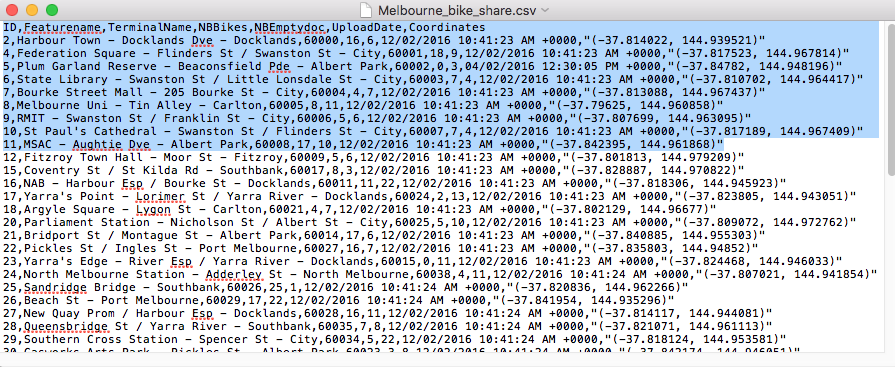 Melbourne_bike_share.csv
ID,Featurename,TerminalName,NBBikes,NBEmptydoc,UploadDate,Coordinates
2,Harbour Town - Docklands Dve - Docklands,60000,16,6,12/02/2016 10:41:23 AM +0000,"(-37.814022, 144.939521)"
4,Federation Square - Flinders St / Swanston St - City,60001,18,9,12/02/2016 10:41:23 AM +0000,"(-37.817523, 144.967814)"
5,Plum Garland Reserve - Beaconsfield Pde - Albert Park,60002,0,3,04/02/2016 12:30:05 PM +0000,"(-37.84782, 144.948196)"
6,State Library - Swanston St / Little Lonsdale St - City,60003,7,4,12/02/2016 10:41:23 AM +0000,"(-37.810702, 144.964417)"
7,Bourke Street Mall - 205 Bourke St - City,60004,4,7,12/02/2016 10:41:23 AM +0000,"(-37.813088, 144.967437)"
8,Melbourne Uni - Tin Alley - Carlton,60005,8,11,12/02/2016 10:41:23 AM +0000,"(-37.79625, 144.960858)"
9,RMIT - Swanston St / Franklin St - City,60006,5,6,12/02/2016 10:41:23 AM +0000,"(-37.807699, 144.963095)"
10,St Paul's Cathedral - Swanston St / Flinders St - City,60007,7,4,12/02/2016 10:41:23 AM +0000,"(-37.817189, 144.967409)"
11,MSAC - Aughtie Dve - Albert Park,60008,17,10,12/02/2016 10:41:23 AM +0000,"(-37.842395, 144.961868)"
12,Fitzroy Town Hall - Moor St - Fitzroy,60009,5,6,12/02/2016 10:41:23 AM +0000,"(-37.801813, 144.979209)"
15,Coventry St / St Kilda Rd - Southbank,60017,8,3,12/02/2016 10:41:23 AM +0000,"(-37.828887, 144.970822)"
16,NAB - Harbour Esp / Bourke St - Docklands,60011,11,22,12/02/2016 10:41:23 AM +0000,"(-37.818306, 144.945923)"
17,Yarra's Point - Lorimer St / Yarra River - Docklands,60024,2,13,12/02/2016 10:41:23 AM +0000,"(-37.823805, 144.943051)"
18,Argyle Square - Lygon St - Carlton,60021,4,7,12/02/2016 10:41:23 AM +0000,"(-37.802129, 144.96677)"
20,Parliament Station - Nicholson St / Albert St - City,60025,5,10,12/02/2016 10:41:23 AM +0000,"(-37.809072, 144.972762)"
21,Bridport St / Montague St - Albert Park,60014,17,6,12/02/2016 10:41:23 AM +0000,"(-37.840885, 144.955303)"
22,Pickles St / Ingles St - Port Melbourne,60027,16,7,12/02/2016 10:41:23 AM +0000,"(-37.835803, 144.94852)"
23,Yarra's Edge - River Esp / Yarra River - Docklands,60015,0,11,12/02/2016 10:41:23 AM +0000,"(-37.824468, 144.946033)"
24,North Melbourne Station - Adderley St - North Melbourne,60038,4,11,12/02/2016 10:41:24 AM +0000,"(-37.807021, 144.941854)"
25,Sandridge Bridge - Southbank,60026,25,1,12/02/2016 10:41:24 AM +0000,"(-37.820836, 144.962266)"
26,Beach St - Port Melbourne,60029,17,22,12/02/2016 10:41:24 AM +0000,"(-37.841954, 144.935296)"
27,New Quay Prom / Harbour Esp - Docklands,60028,16,11,12/02/2016 10:41:24 AM +0000,"(-37.814117, 144.944081)"
28,Queensbridge St / Yarra River - Southbank,60035,7,8,12/02/2016 10:41:24 AM +0000,"(-37.821071, 144.961113)"
29,Southern Cross Station - Spencer St - City,60034,5,22,12/02/2016 10:41:24 AM +0000,"(-37.818124, 144.953581)"
30,Gasworks Arts Park - Pickles St - Albert Park,60023,3,8,12/02/2016 10:41:24 AM +0000,"(-37.842174, 144.946051)"